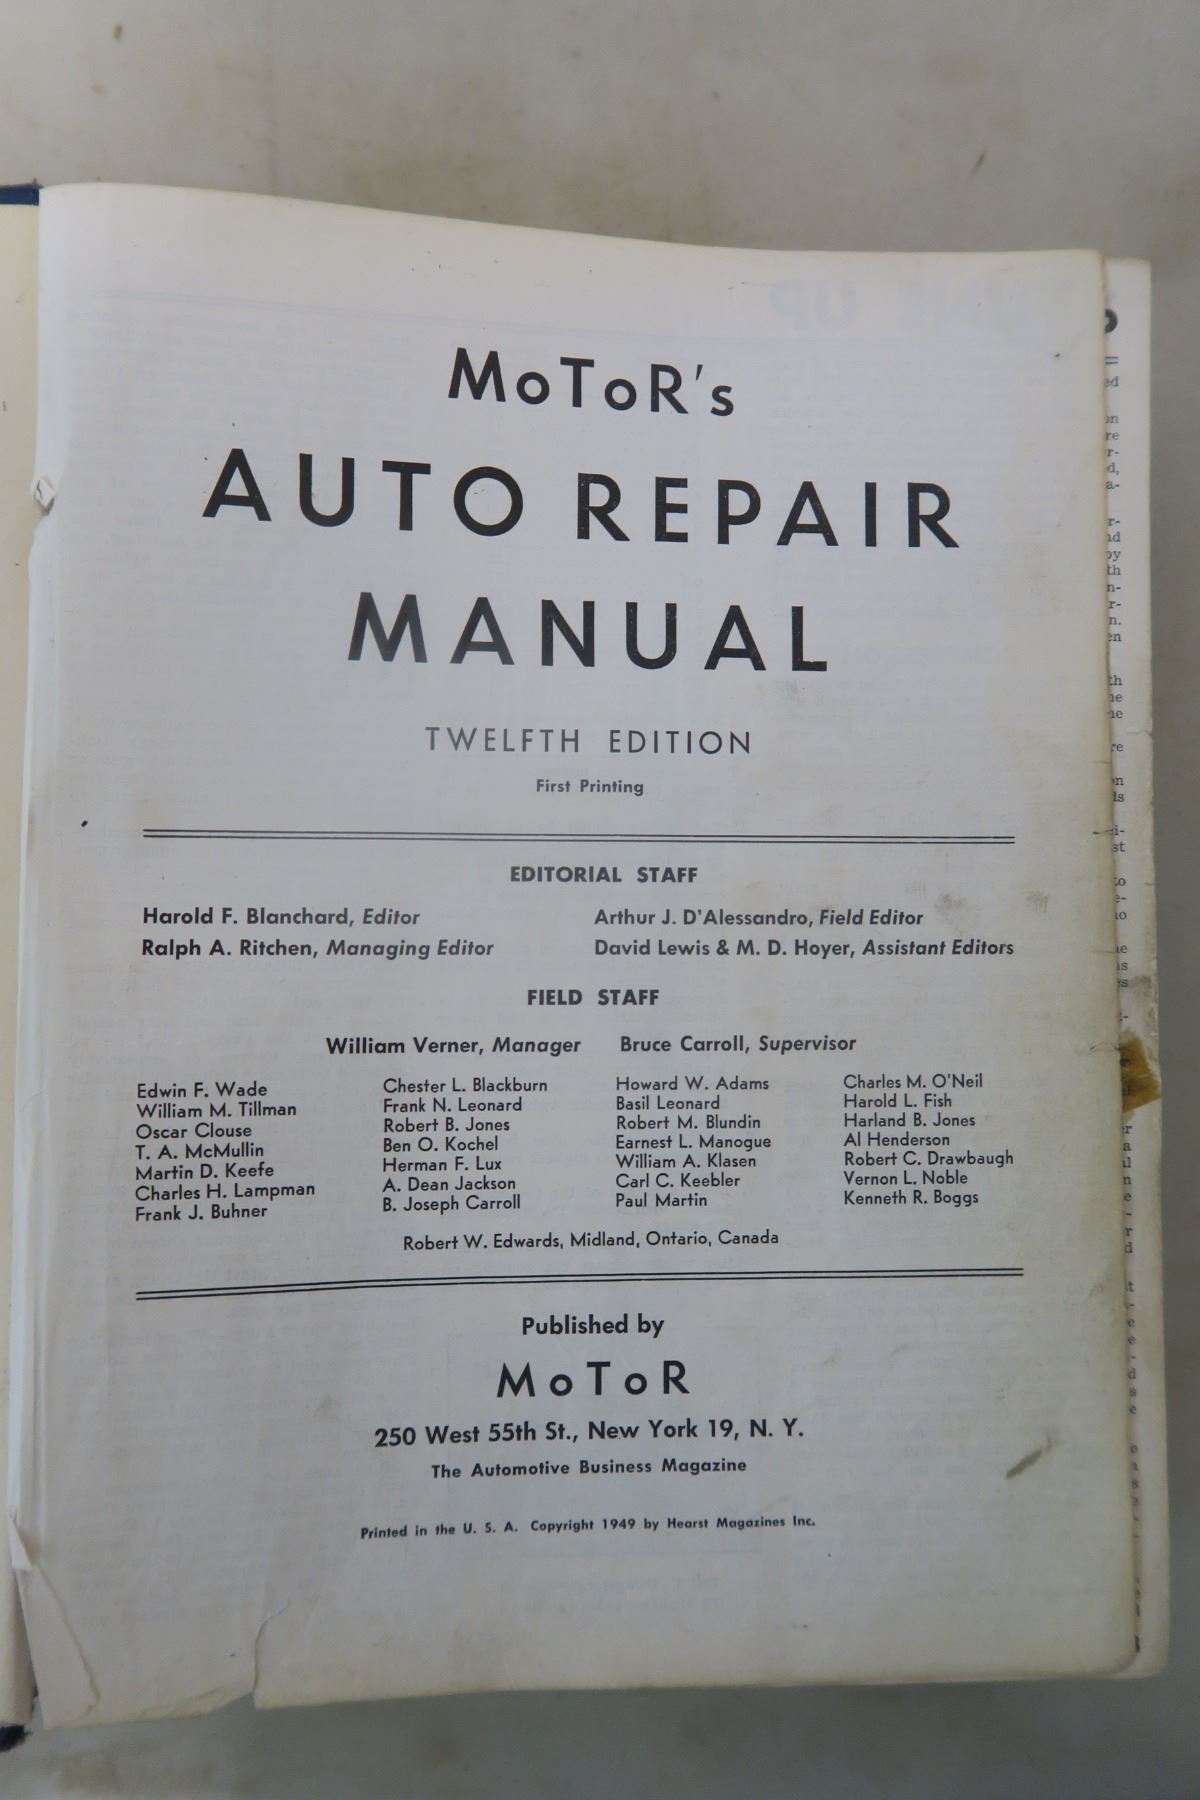 MoToR's
AUTO REPAIR
MANUAL
TWELFTH EDITION
First Printing
EDITORIAL STAFF
Harold F. Blanchard, Editor
Arthur J. D'Alessandro, Field Editor
Ralph A. Ritchen, Managing Editor
David Lewis & M. D. Hoyer, Assistant Editors
FIELD STAFF
William Verner, Manager Bruce Carroll, Supervisor
Edwin F. Wade
William M. Tillman
Oscar Clouse
T. A. McMullin
Martin D. Keefe
Charles H. Lampman
Frank J. Buhner
Chester L. Blackburn
Frank N. Leonard
Robert B. Jones
Ben O. Kochel
Herman F. Lux
A. Dean Jackson
B. Joseph Carroll
Howard W. Adams
Basil Leonard
Robert M. Blundin
Earnest L. Manogue
William A. Klasen
Carl C. Keebler
Paul Martin
Charles M. O'Neil
Harold L. Fish
Harland B. Jones
Al Henderson
Robert C. Drawbaugh
Vernon L. Noble
Kenneth R. Boggs
Robert W. Edwards, Midland, Ontario, Canada
Published by
MoToR
250 West 55th St., New York 19, N. Y.
The Automotive Business Magazine
Printed in the U. S. A. Copyright 1949 by Hearst Magazines Inc.